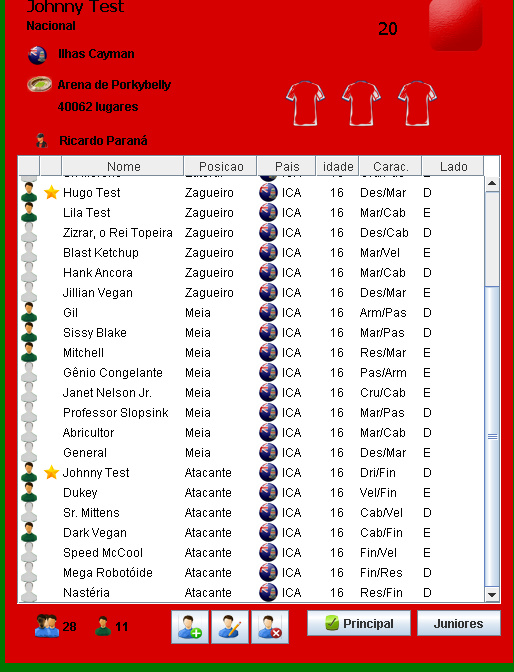 Johnny Test
Nacional
20
Ilhas Cayman
Arena de Porkybelly
40062 lugares
Ricardo Paraná
Nome Posicao Pais idade Carac. Lado
Hugo Test Zagueiro ICA 16 Des/Mar D
Lila Test Zagueiro ICA 16 Mar/Cab E
Zizrar, o Rei Topeira Zagueiro ICA 16 Des/Cab D
Blast Ketchup Zagueiro ICA 16 Mar/Vel E
Hank Ancora Zagueiro ICA 16 Mar/Cab D
Jillian Vegan Zagueiro ICA 16 Des/Mar E
Gil Meia ICA 16 Arm/Pas D
Sissy Blake Meia ICA 16 Mar/Pas D
Mitchell Meia ICA 16 Res/Mar E
Gênio Congelante Meia ICA 16 Pas/Arm E
Janet Nelson Jr. Meia ICA 16 Cru/Cab E
Professor Slopsink Meia ICA 16 Mar/Pas D
Abricultor Meia ICA 16 Mar/Cab D
General Meia ICA 16 Des/Mar E
Johnny Test Atacante ICA 16 Dri/Fin D
Dukey Atacante ICA 16 Vel/Fin E
Sr. Mittens Atacante ICA 16 Cab/Vel D
Dark Vegan Atacante ICA 16 Cab/Fin E
Speed McCool Atacante ICA 16 Fin/Vel E
Mega Robotóide Atacante ICA 16 Fin/Res D
Nastéria Atacante ICA 16 Res/Fin D
28 11 Principal Juniores